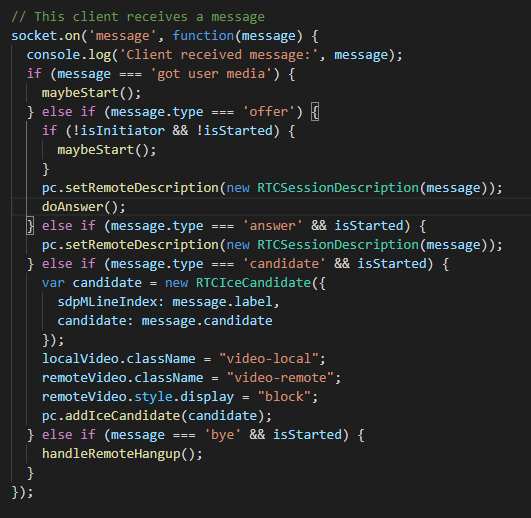 // This client receives a message
socket.on('message', function(message) {
  console.log('Client received message:', message);
  if (message === 'got user media') {
    maybeStart();
  } else if (message.type === 'offer') {
    if (!isInitiator && !isStarted) {
      maybeStart();
    }
    pc.setRemoteDescription(new RTCSessionDescription(message));
    doAnswer();
  } else if (message.type === 'answer' && isStarted) {
    pc.setRemoteDescription(new RTCSessionDescription(message));
  } else if (message.type === 'candidate' && isStarted) {
    var candidate = new RTCIceCandidate({
      sdpMLineIndex: message.label,
      candidate: message.candidate
    });
    localVideo.className = "video-local";
    remoteVideo.className = "video-remote";
    remoteVideo.style.display = "block";
    pc.addIceCandidate(candidate);
  } else if (message === 'bye' && isStarted) {
    handleRemoteHangup();
  }
});